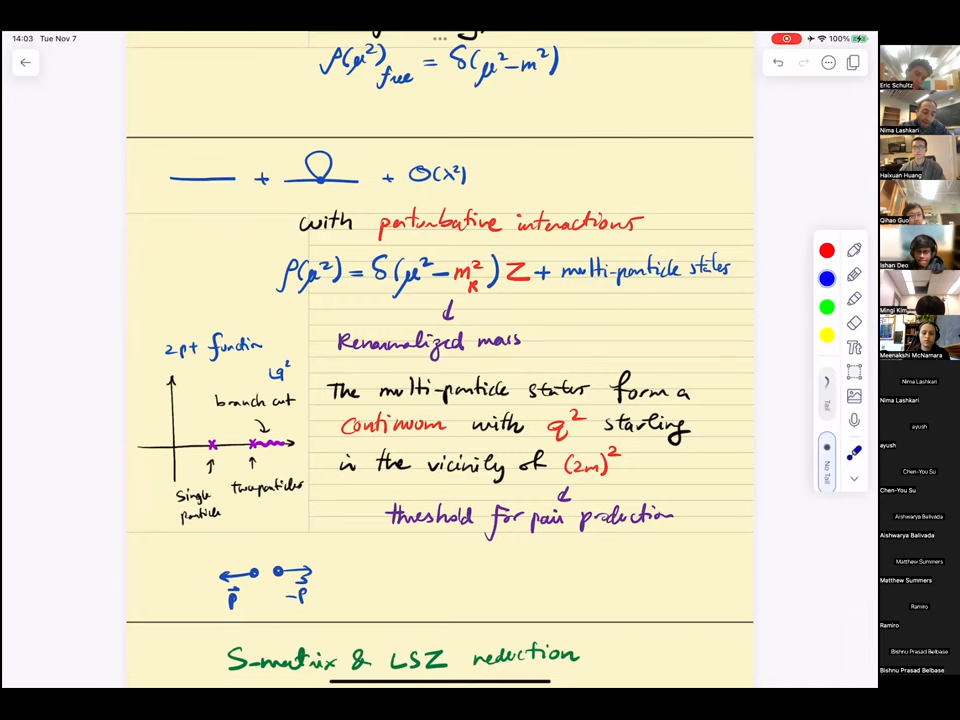 14:03 Tue Nov 7
100%
ρ(μ²)free = δ(μ²-m²)
+ + O(λ²)
with perturbative interactions
ρ(μ²) = δ(μ² - m²R) Z + multi-particle states
Renormalized mass
2pt function
q²
branch cut
single particle
two particles
The multi-particle states form a
continuum with q² starting
in the vicinity of (2m)²
threshold for pair production
p⃗ -p
S-matrix & LSZ reduction
Tail
No Tail
Eric Schultz
Nima Lashkari
Haixuan Huang
Qihao Guo
Ishan Deo
Mingi Kim
Meenakshi McNamara
Nima Lashkari
Nima Lashkari
ayush
ayush
Chen-You Su
Chen-You Su
Aishwarya Balivada
Aishwarya Balivada
Matthew Summers
Matthew Summers
Ramiro
Ramiro
Bishnu Prasad Belbase
Bishnu Prasad Belbase